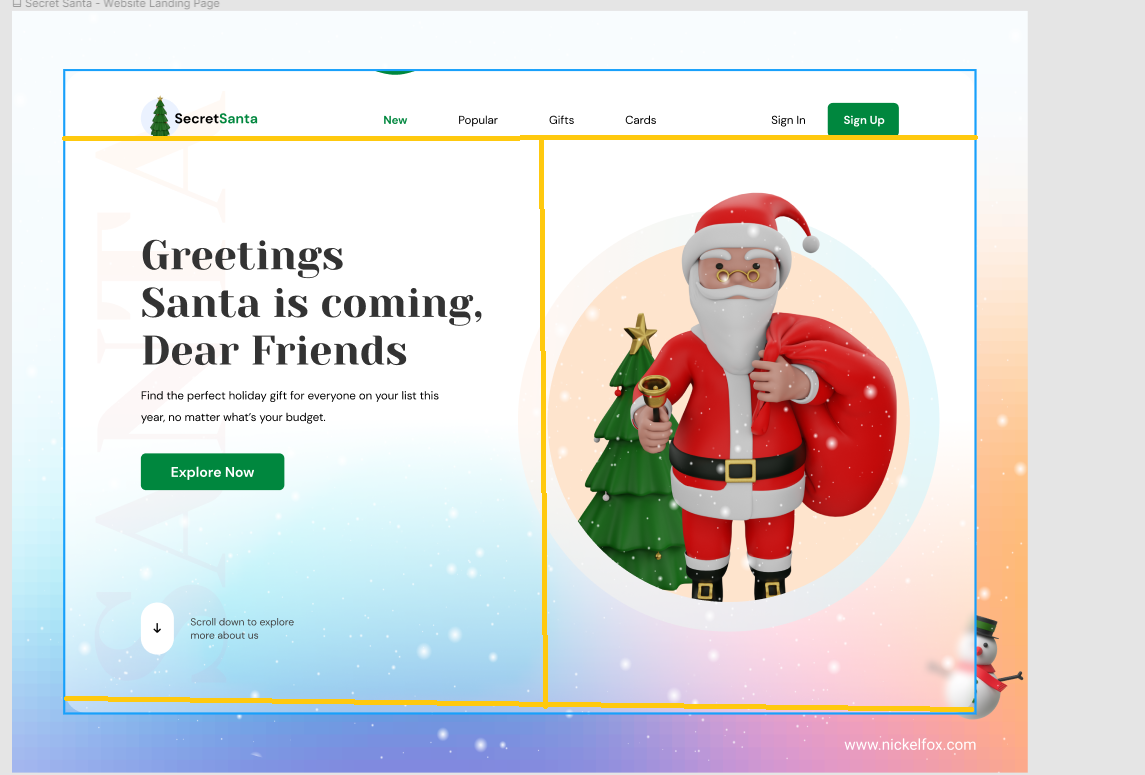 Secret Santa - Website Landing Page
SecretSanta
New
Popular
Gifts
Cards
Sign In
Sign Up
SANTA
Greetings
Santa is coming,
Dear Friends
Find the perfect holiday gift for everyone on your list this
year, no matter what's your budget.
Explore Now
Scroll down to explore
more about us
www.nickelfox.com